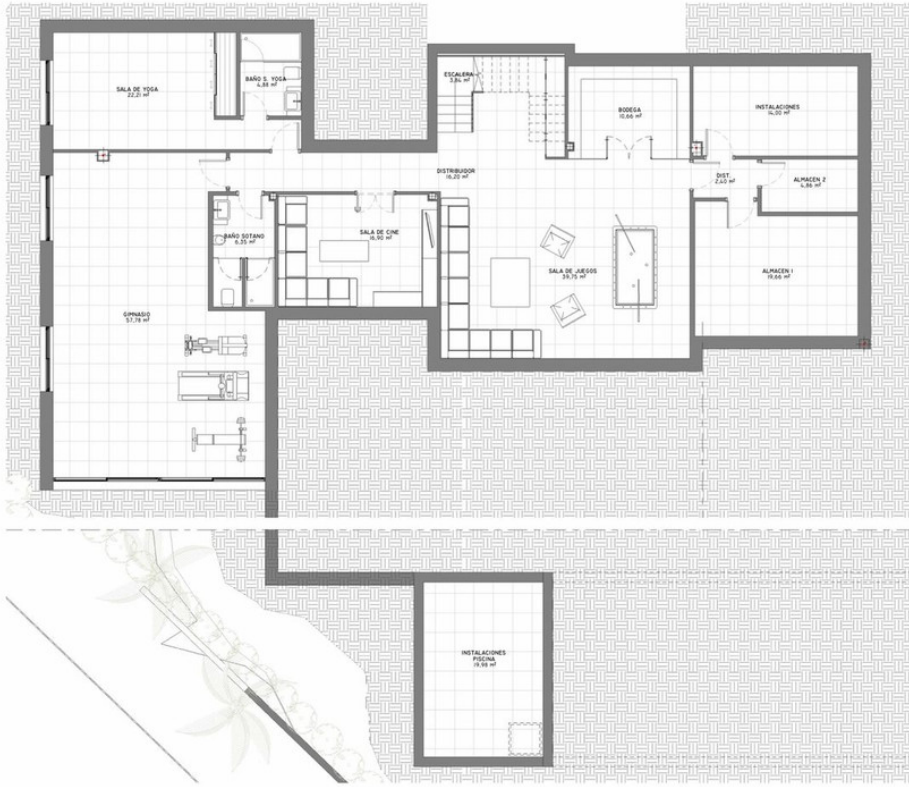 SALA DE YOGA
22,21 m²
BAÑO S. YOGA
4,88 m²
ESCALERA
3,84 m²
BODEGA
10,66 m²
INSTALACIONES
14,00 m²
DISTRIBUIDOR
16,20 m²
DIST.
2,40 m²
ALMACEN 2
4,86 m²
BAÑO SOTANO
6,35 m²
SALA DE CINE
16,90 m²
SALA DE JUEGOS
39,75 m²
ALMACEN 1
19,66 m²
GIMNASIO
57,78 m²
INSTALACIONES
PISCINA
19,98 m²